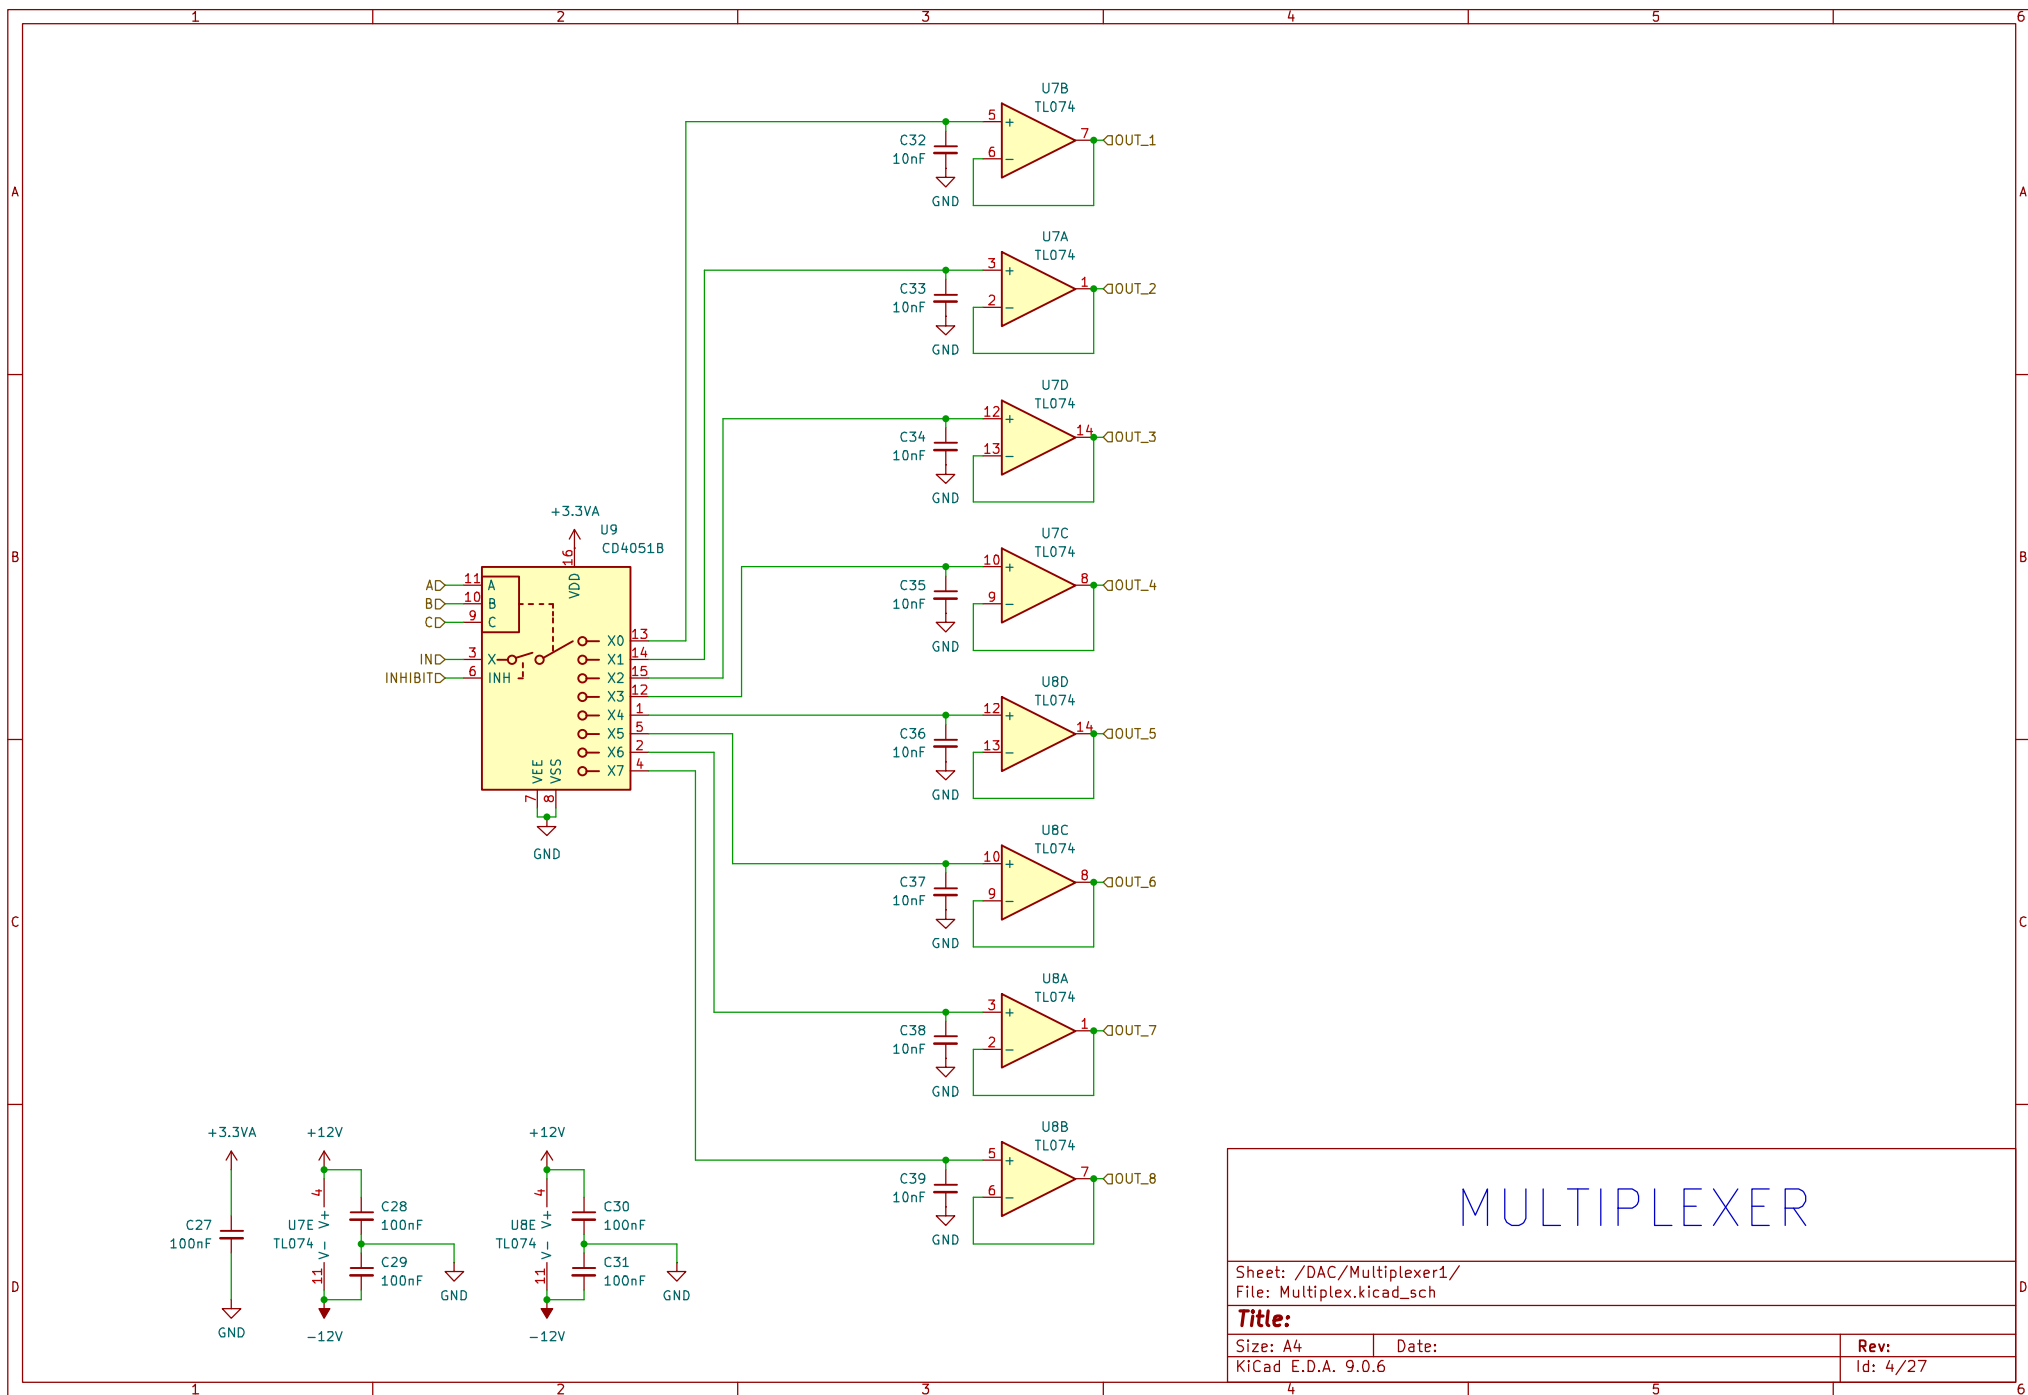 1 2 3 4 5 6
A A
B B
C C
D D
U7B
TL074
5 +
6 −
7
OUT_1
C32
10nF
GND
U7A
TL074
3 +
2 −
1
OUT_2
C33
10nF
GND
U7D
TL074
12 +
13 −
14
OUT_3
C34
10nF
GND
U7C
TL074
10 +
9 −
8
OUT_4
C35
10nF
GND
+3.3VA
U9
CD4051B
16
VDD
A 11 A
B 10 B
C 9 C
IN 3 X
INHIBIT 6 INH
X0 13
X1 14
X2 15
X3 12
X4 1
X5 5
X6 2
X7 4
VEE VSS
7 8
GND
U8D
TL074
12 +
13 −
14
OUT_5
C36
10nF
GND
U8C
TL074
10 +
9 −
8
OUT_6
C37
10nF
GND
U8A
TL074
3 +
2 −
1
OUT_7
C38
10nF
GND
U8B
TL074
5 +
6 −
7
OUT_8
C39
10nF
GND
+3.3VA
C27
100nF
GND
+12V
4
V+
U7E
TL074
V−
11
−12V
C28
100nF
C29
100nF
GND
+12V
4
V+
U8E
TL074
V−
11
−12V
C30
100nF
C31
100nF
GND
MULTIPLEXER
Sheet: /DAC/Multiplexer1/
File: Multiplex.kicad_sch
Title:
Size: A4 Date: Rev:
KiCad E.D.A. 9.0.6 Id: 4/27
1 2 3 4 5 6